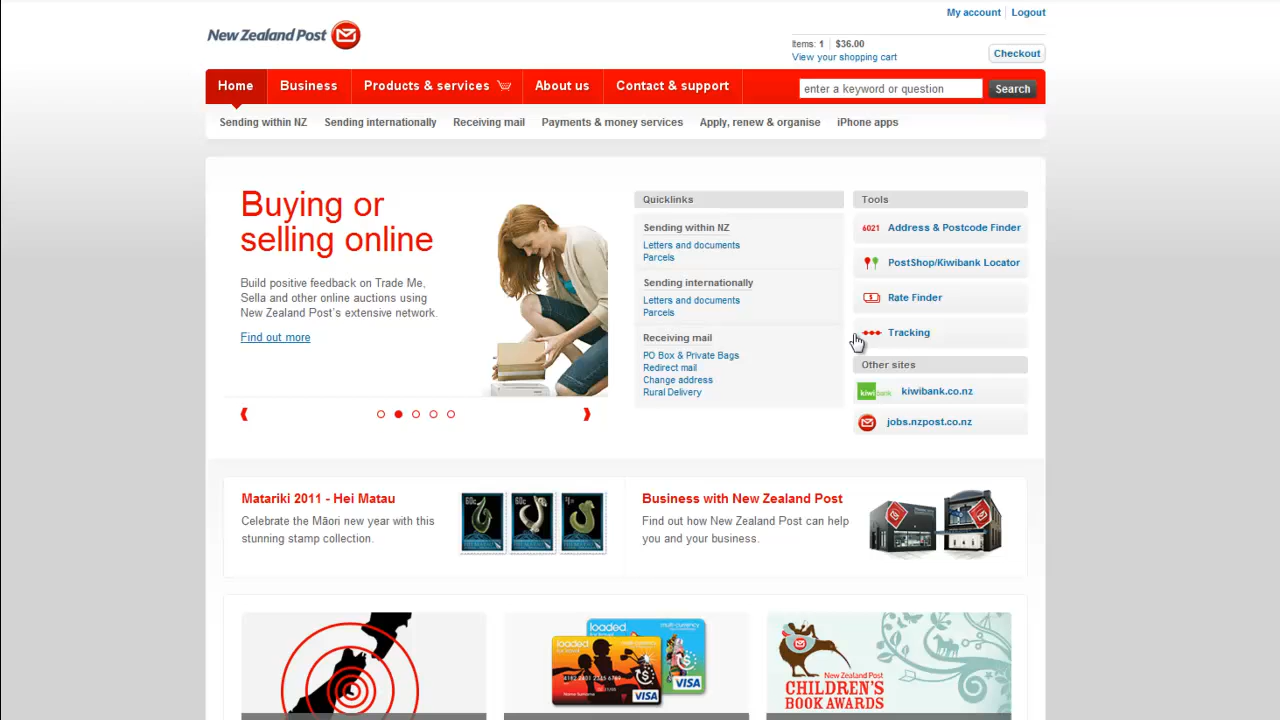 My account
Logout
New Zealand Post
Items: 1
$36.00
View your shopping cart
Checkout
Home
Business
Products & services
About us
Contact & support
enter a keyword or question
Search
Sending within NZ
Sending internationally
Receiving mail
Payments & money services
Apply, renew & organise
iPhone apps
Buying or
selling online
Build positive feedback on Trade Me,
Sella and other online auctions using
New Zealand Post's extensive network.
Find out more
Quicklinks
Sending within NZ
Letters and documents
Parcels
Sending internationally
Letters and documents
Parcels
Receiving mail
PO Box & Private Bags
Redirect mail
Change address
Rural Delivery
Tools
6021
Address & Postcode Finder
PostShop/Kiwibank Locator
Rate Finder
Tracking
Other sites
kiwibank
kiwibank.co.nz
jobs.nzpost.co.nz
Matariki 2011 - Hei Matau
Celebrate the Māori new year with this
stunning stamp collection.
60c
60c
Business with New Zealand Post
Find out how New Zealand Post can help
you and your business.
loaded
multi-currency
VISA
loaded
VISA
New Zealand Post
CHILDREN'S
BOOK AWARDS